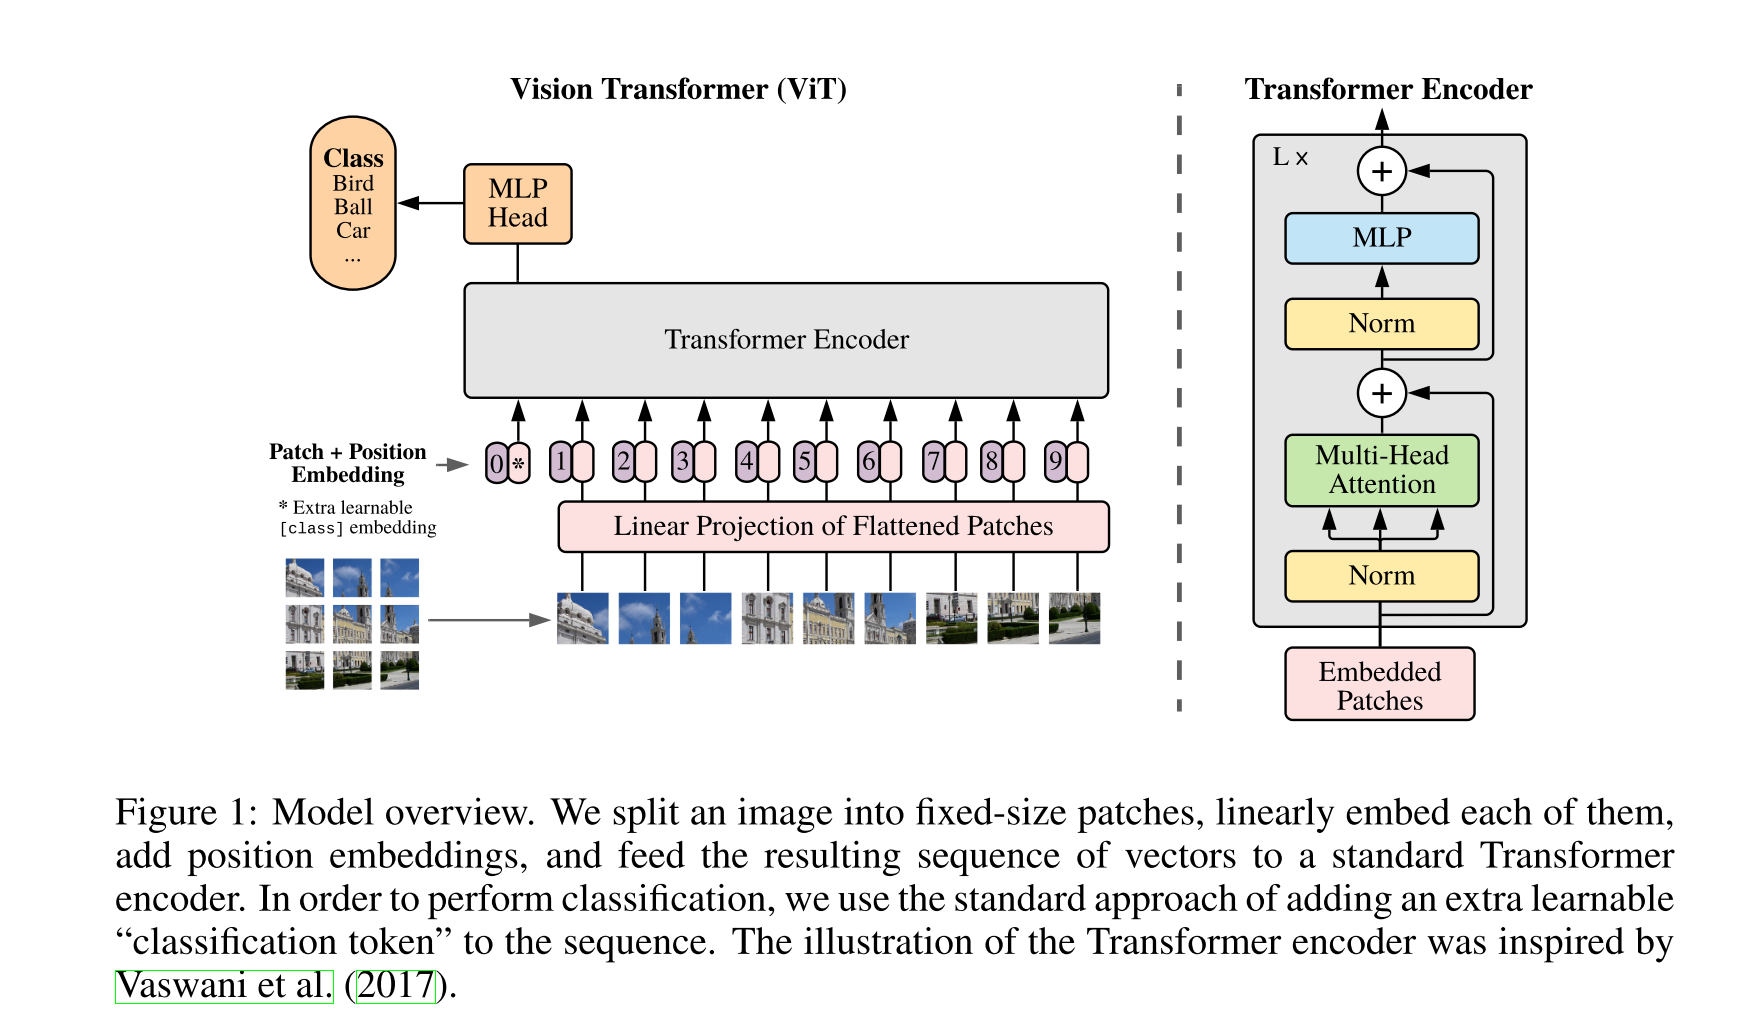 Vision Transformer (ViT)
Class
Bird
Ball
Car
...
MLP
Head
Transformer Encoder
Patch + Position
Embedding
* Extra learnable
[class] embedding
0 * 1 2 3 4 5 6 7 8 9
Linear Projection of Flattened Patches
Transformer Encoder
L ×
+
MLP
Norm
+
Multi-Head
Attention
Norm
Embedded
Patches
Figure 1: Model overview. We split an image into fixed-size patches, linearly embed each of them,
add position embeddings, and feed the resulting sequence of vectors to a standard Transformer
encoder. In order to perform classification, we use the standard approach of adding an extra learnable
“classification token” to the sequence. The illustration of the Transformer encoder was inspired by
Vaswani et al. (2017).